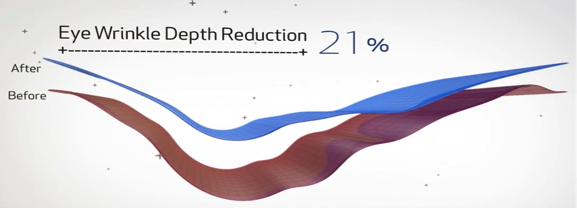 Eye Wrinkle Depth Reduction 21%
After
Before